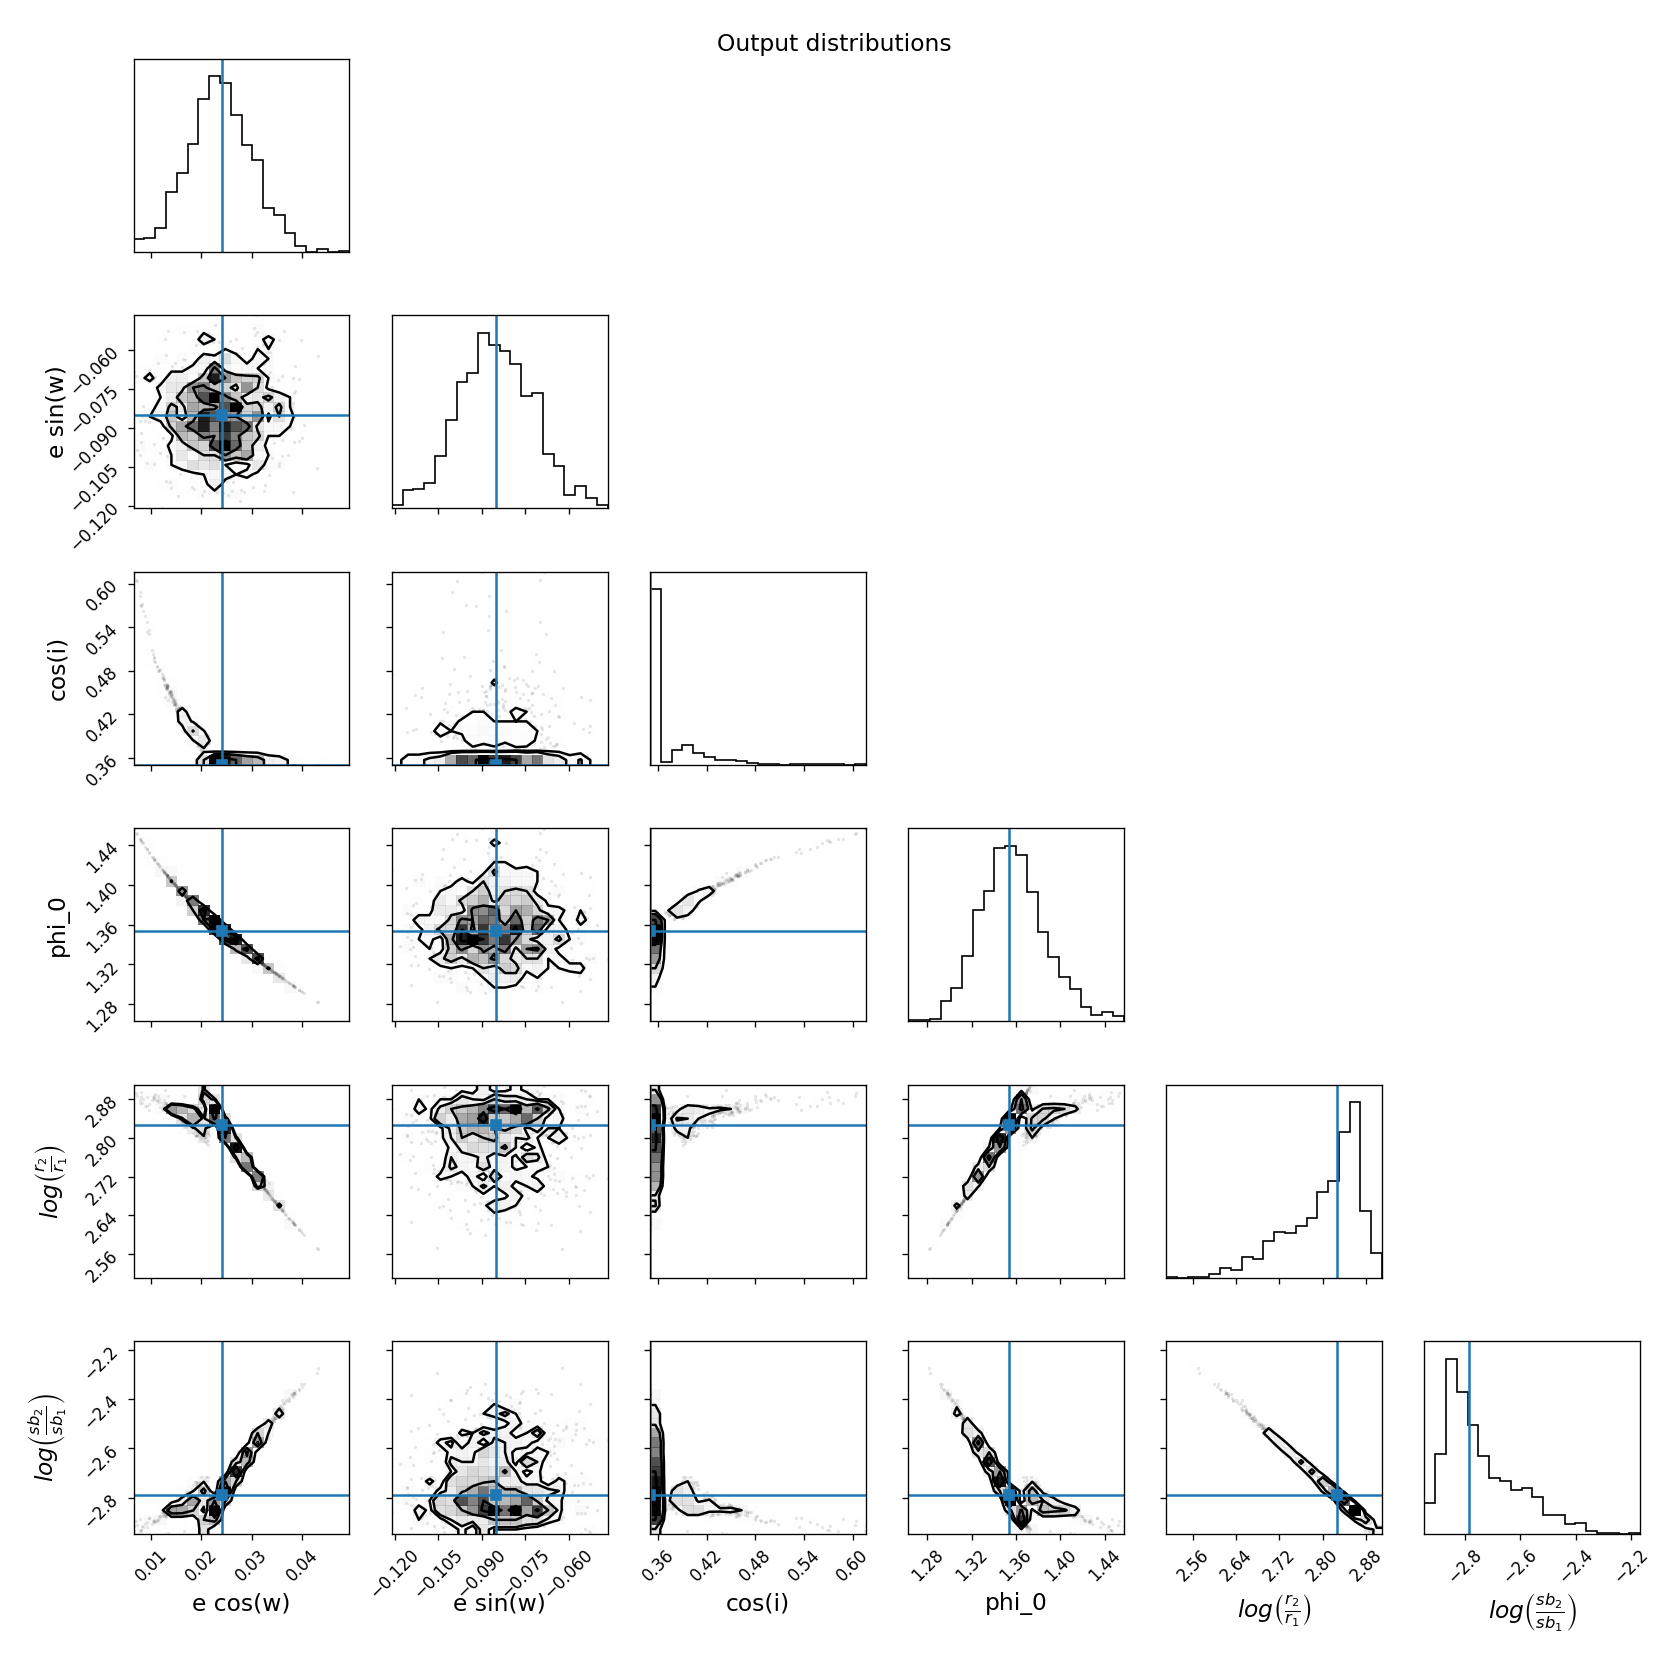 Output distributions
e sin(w)
−0.060
−0.075
−0.090
−0.105
−0.120
cos(i)
0.60
0.54
0.48
0.42
0.36
phi_0
1.44
1.40
1.36
1.32
1.28
log(r2/r1)
2.88
2.80
2.72
2.64
2.56
log(sb2/sb1)
−2.2
−2.4
−2.6
−2.8
0.01 0.02 0.03 0.04
e cos(w)
−0.120 −0.105 −0.090 −0.075 −0.060
e sin(w)
0.36 0.42 0.48 0.54 0.60
cos(i)
1.28 1.32 1.36 1.40 1.44
phi_0
2.56 2.64 2.72 2.80 2.88
log(r2/r1)
−2.8 −2.6 −2.4 −2.2
log(sb2/sb1)